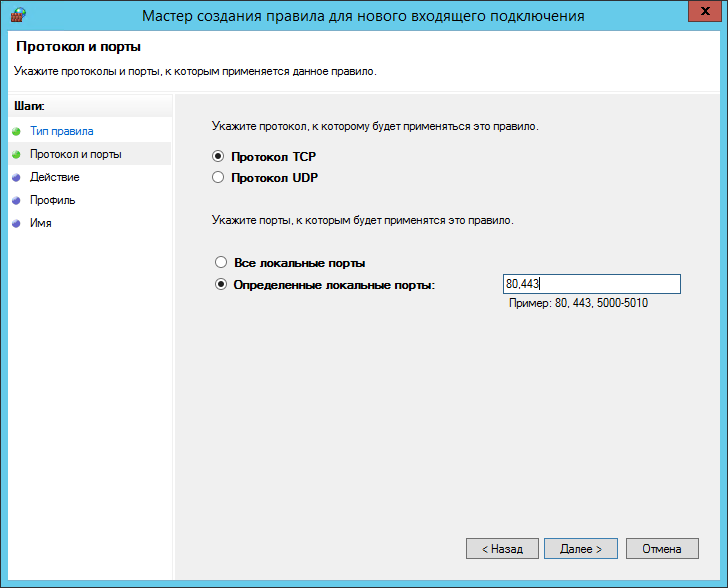 Мастер создания правила для нового входящего подключения
x
Протокол и порты
Укажите протоколы и порты, к которым применяется данное правило.
Шаги:
Тип правила
Протокол и порты
Действие
Профиль
Имя
Укажите протокол, к которому будет применяться это правило.
Протокол TCP
Протокол UDP
Укажите порты, к которым будет применятся это правило.
Все локальные порты
Определенные локальные порты:
80,443
Пример: 80, 443, 5000-5010
< Назад
Далее >
Отмена